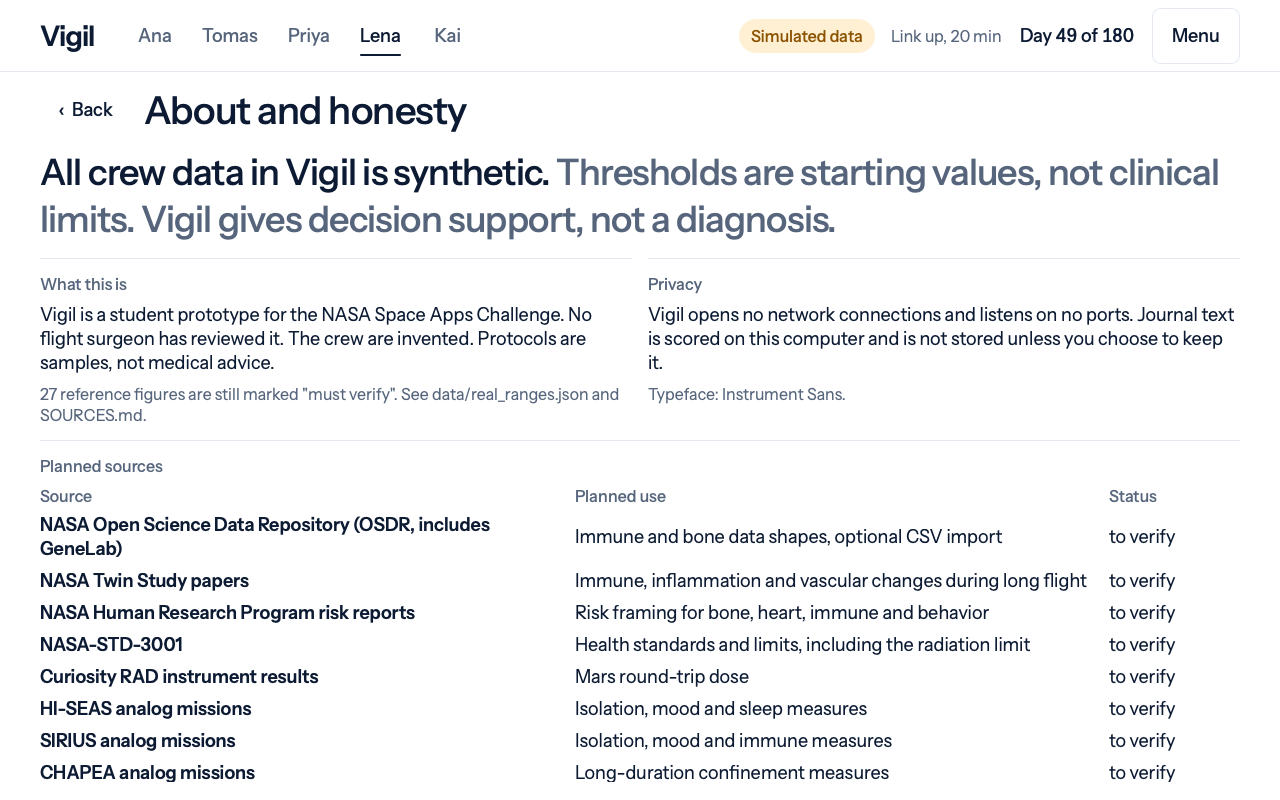 Vigil
Ana
Tomas
Priya
Lena
Kai
Simulated data
Link up, 20 min
Day 49 of 180
Menu
‹ Back
About and honesty
All crew data in Vigil is synthetic. Thresholds are starting values, not clinical
limits. Vigil gives decision support, not a diagnosis.
What this is
Vigil is a student prototype for the NASA Space Apps Challenge. No
flight surgeon has reviewed it. The crew are invented. Protocols are
samples, not medical advice.
27 reference figures are still marked "must verify". See data/real_ranges.json and
SOURCES.md.
Privacy
Vigil opens no network connections and listens on no ports. Journal text
is scored on this computer and is not stored unless you choose to keep
it.
Typeface: Instrument Sans.
Planned sources
Source Planned use Status
NASA Open Science Data Repository (OSDR, includes
GeneLab) Immune and bone data shapes, optional CSV import to verify
NASA Twin Study papers Immune, inflammation and vascular changes during long flight to verify
NASA Human Research Program risk reports Risk framing for bone, heart, immune and behavior to verify
NASA-STD-3001 Health standards and limits, including the radiation limit to verify
Curiosity RAD instrument results Mars round-trip dose to verify
HI-SEAS analog missions Isolation, mood and sleep measures to verify
SIRIUS analog missions Isolation, mood and immune measures to verify
CHAPEA analog missions Long-duration confinement measures to verify